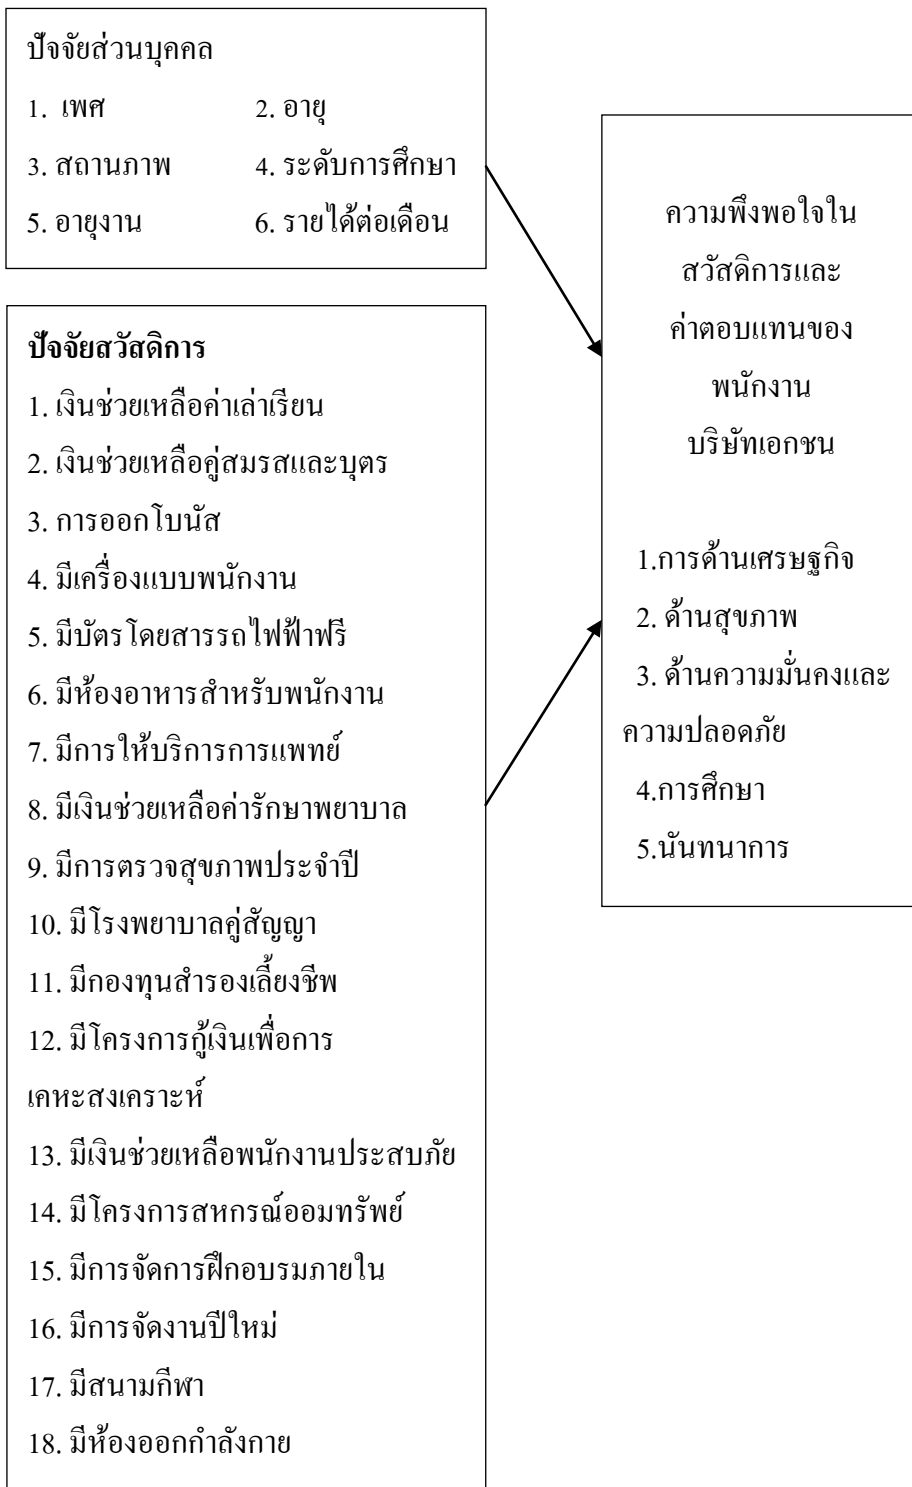 ปัจจัยส่วนบุคคล
1. เพศ 2. อายุ
3. สถานภาพ 4. ระดับการศึกษา
5. อายุงาน 6. รายได้ต่อเดือน
ปัจจัยสวัสดิการ
1. เงินช่วยเหลือค่าเล่าเรียน
2. เงินช่วยเหลือคู่สมรสและบุตร
3. การออกโบนัส
4. มีเครื่องแบบพนักงาน
5. มีบัตรโดยสารรถไฟฟ้าฟรี
6. มีห้องอาหารสำหรับพนักงาน
7. มีการให้บริการการแพทย์
8. มีเงินช่วยเหลือค่ารักษาพยาบาล
9. มีการตรวจสุขภาพประจำปี
10. มีโรงพยาบาลคู่สัญญา
11. มีกองทุนสำรองเลี้ยงชีพ
12. มีโครงการกู้เงินเพื่อการ
เคหะสงเคราะห์
13. มีเงินช่วยเหลือพนักงานประสบภัย
14. มีโครงการสหกรณ์ออมทรัพย์
15. มีการจัดการฝึกอบรมภายใน
16. มีการจัดงานปีใหม่
17. มีสนามกีฬา
18. มีห้องออกกำลังกาย
ความพึงพอใจใน
สวัสดิการและ
ค่าตอบแทนของ
พนักงาน
บริษัทเอกชน
1.การด้านเศรษฐกิจ
2. ด้านสุขภาพ
3. ด้านความมั่นคงและ
ความปลอดภัย
4.การศึกษา
5.นันทนาการ